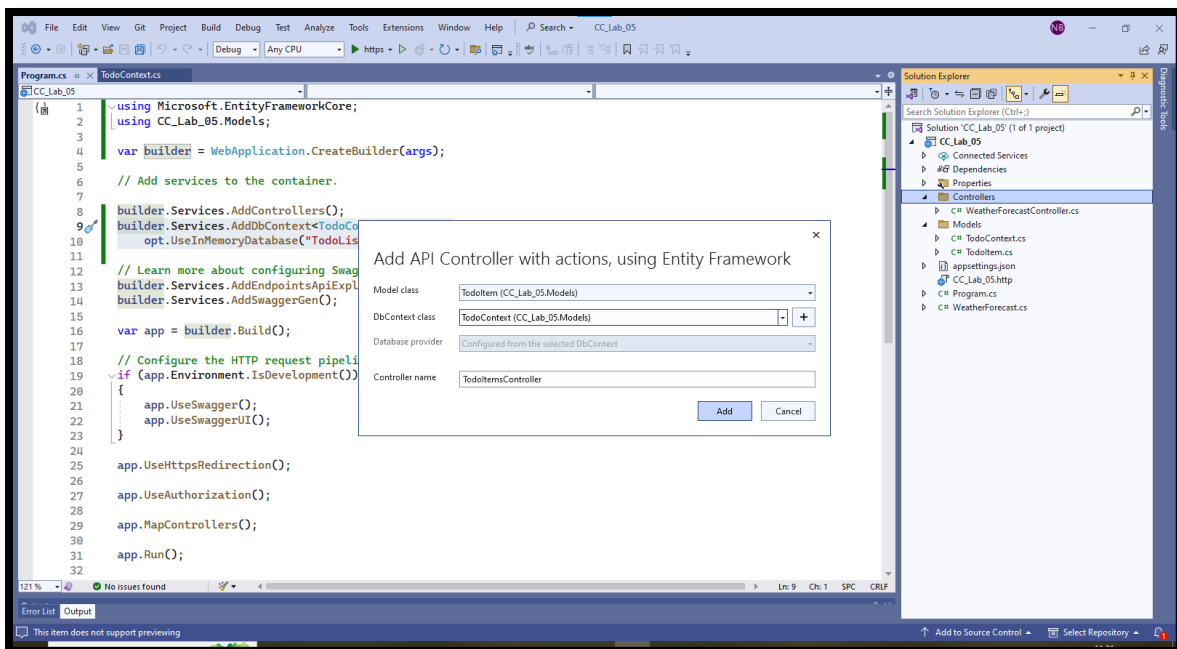 File Edit View Git Project Build Debug Test Analyze Tools Extensions Window Help Search CC_Lab_05 NB
Debug Any CPU https
Program.cs TodoContext.cs
CC_Lab_05
1 using Microsoft.EntityFrameworkCore;
2 using CC_Lab_05.Models;
3
4 var builder = WebApplication.CreateBuilder(args);
5
6 // Add services to the container.
7
8 builder.Services.AddControllers();
9 builder.Services.AddDbContext<TodoCo
10 opt.UseInMemoryDatabase("TodoLis
11
12 // Learn more about configuring Swag
13 builder.Services.AddEndpointsApiExpl
14 builder.Services.AddSwaggerGen();
15
16 var app = builder.Build();
17
18 // Configure the HTTP request pipeli
19 if (app.Environment.IsDevelopment())
20 {
21 app.UseSwagger();
22 app.UseSwaggerUI();
23 }
24
25 app.UseHttpsRedirection();
26
27 app.UseAuthorization();
28
29 app.MapControllers();
30
31 app.Run();
32
Add API Controller with actions, using Entity Framework
Model class TodoItem (CC_Lab_05.Models)
DbContext class TodoContext (CC_Lab_05.Models)
Database provider Configured from the selected DbContext
Controller name TodoItemsController
Add Cancel
Solution Explorer
Search Solution Explorer (Ctrl+;)
Solution 'CC_Lab_05' (1 of 1 project)
CC_Lab_05
Connected Services
Dependencies
Properties
Controllers
C# WeatherForecastController.cs
Models
C# TodoContext.cs
C# TodoItem.cs
appsettings.json
CC_Lab_05.http
C# Program.cs
C# WeatherForecast.cs
Diagnostic Tools
121 % No issues found Ln: 9 Ch: 1 SPC CRLF
Error List Output
This item does not support previewing Add to Source Control Select Repository 1